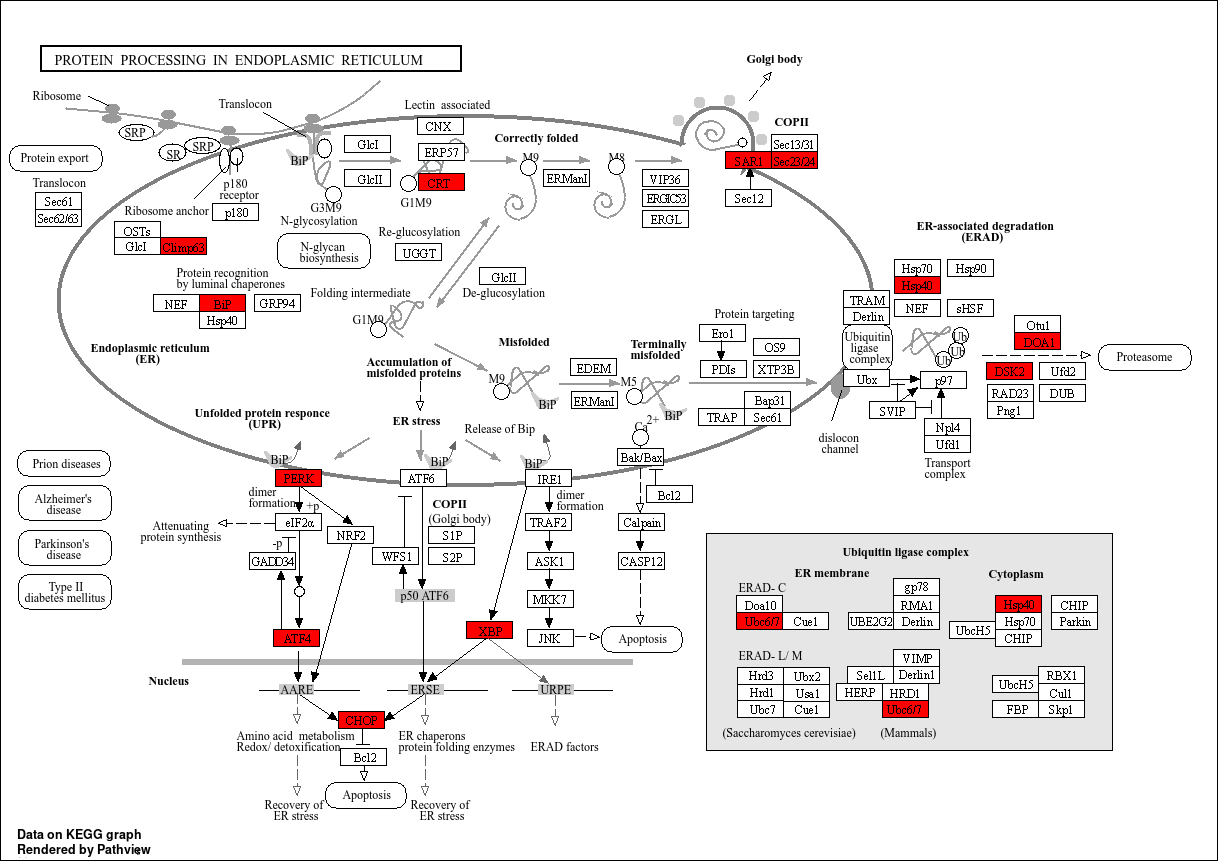 PROTEIN PROCESSING IN ENDOPLASMIC RETICULUM
Golgi body
Ribosome
Translocon
Lectin associated
COPII
SRP
CNX
Correctly folded
SR
SRP
GlcI
ERP57
M9
M8
Sec13/31
BiP
SAR1
Sec23/24
Protein export
GlcII
CRT
ERManI
VIP36
Translocon
p180
receptor
ERGIC53
Sec12
Sec61
G3M9
G1M9
Sec62/63
Ribosome anchor
p180
N-glycosylation
ERGL
OSTs
Re-glucosylation
ER-associated degradation
(ERAD)
GlcI
Climp63
N-glycan
biosynthesis
UGGT
Protein recognition
by luminal chaperones
GlcII
Hsp70
Hsp90
Hsp40
NEF
BiP
GRP94
Folding intermediate
De-glucosylation
TRAM
NEF
sHSF
Hsp40
G1M9
Protein targeting
Derlin
Otu1
Ero1
Ubiquitin
ligase
complex
Ub
Ub
Ub
DOA1
Endoplasmic reticulum
(ER)
Misfolded
Terminally
misfolded
OS9
Proteasome
Accumulation of
misfolded proteins
EDEM
PDIs
XTP3B
DSK2
Ufd2
M9
M5
Ubx
p97
ERManI
BiP
BiP
Bap31
RAD23
DUB
Unfolded protein responce
(UPR)
ER stress
Release of Bip
Ca2+
TRAP
Sec61
SVIP
Png1
dislocon
channel
Npl4
Ufd1
Transport
complex
Prion diseases
BiP
BiP
BiP
Bak/Bax
PERK
ATF6
IRE1
Alzheimer's
disease
dimer
formation
+p
COPII
(Golgi body)
dimer
formation
Bcl2
Attenuating
protein synthesis
eIF2α
NRF2
S1P
TRAF2
Calpain
Parkinson's
disease
-p
GADD34
WFS1
S2P
ASK1
CASP12
Type II
diabetes mellitus
p50 ATF6
MKK7
ATF4
XBP
JNK
Apoptosis
Nucleus
AARE
ERSE
URPE
CHOP
Amino acid metabolism
Redox/ detoxification
ER chaperons
protein folding enzymes
ERAD factors
Bcl2
Apoptosis
Recovery of
ER stress
Recovery of
ER stress
Ubiquitin ligase complex
ER membrane
Cytoplasm
ERAD- C
gp78
Doa10
RMA1
Hsp40
CHIP
Ubc6/7
Cue1
UBE2G2
Derlin
UbcH5
Hsp70
Parkin
CHIP
ERAD- L/ M
VIMP
Hrd3
Ubx2
Sel1L
Derlin1
RBX1
Hrd1
Usa1
HERP
HRD1
UbcH5
Cul1
Ubc7
Cue1
Ubc6/7
FBP
Skp1
(Saccharomyces cerevisiae)
(Mammals)
Data on KEGG graph
Rendered by Pathview